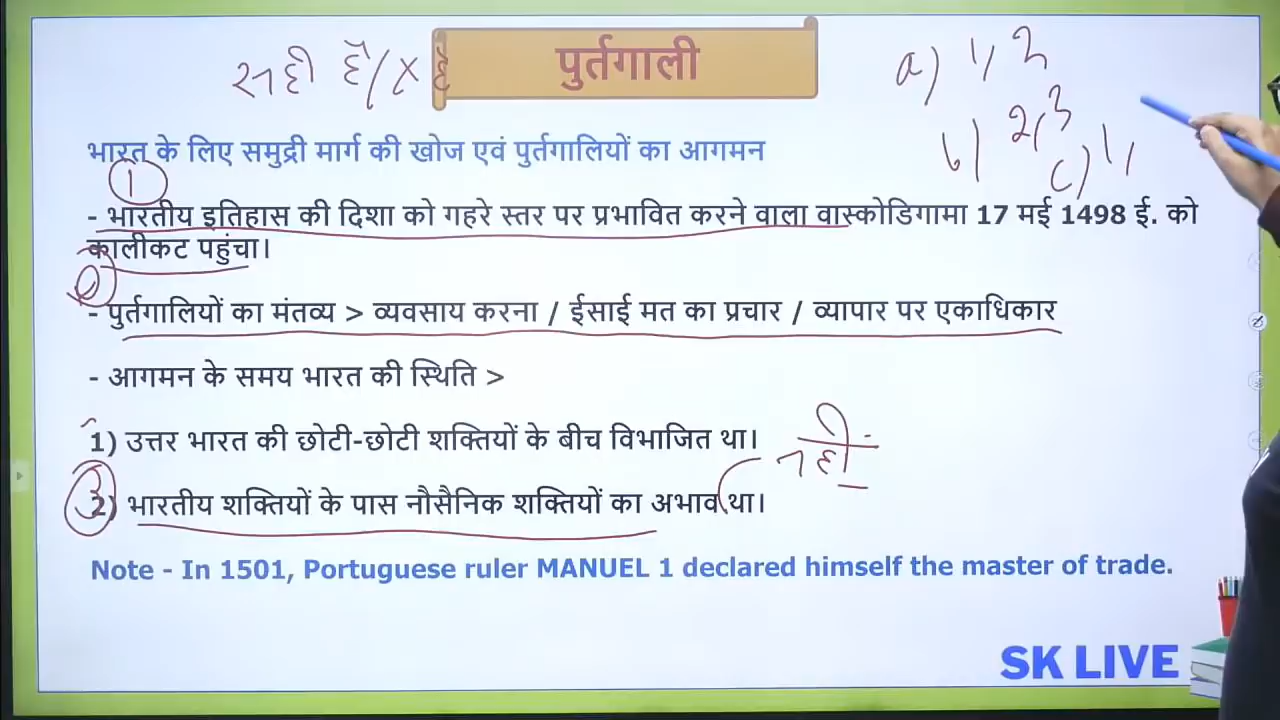 सही है/x है
पुर्तगाली
a) 1, 2
b) 2, 3
c) 1,
भारत के लिए समुद्री मार्ग की खोज एवं पुर्तगालियों का आगमन
1
- भारतीय इतिहास की दिशा को गहरे स्तर पर प्रभावित करने वाला वास्कोडिगामा 17 मई 1498 ई. को
कालीकट पहुंचा।
2
- पुर्तगालियों का मंतव्य > व्यवसाय करना / ईसाई मत का प्रचार / व्यापार पर एकाधिकार
- आगमन के समय भारत की स्थिति >
1) उत्तर भारत की छोटी-छोटी शक्तियों के बीच विभाजित था।
नही
2) भारतीय शक्तियों के पास नौसैनिक शक्तियों का अभाव था।
Note - In 1501, Portuguese ruler MANUEL 1 declared himself the master of trade.
SK LIVE